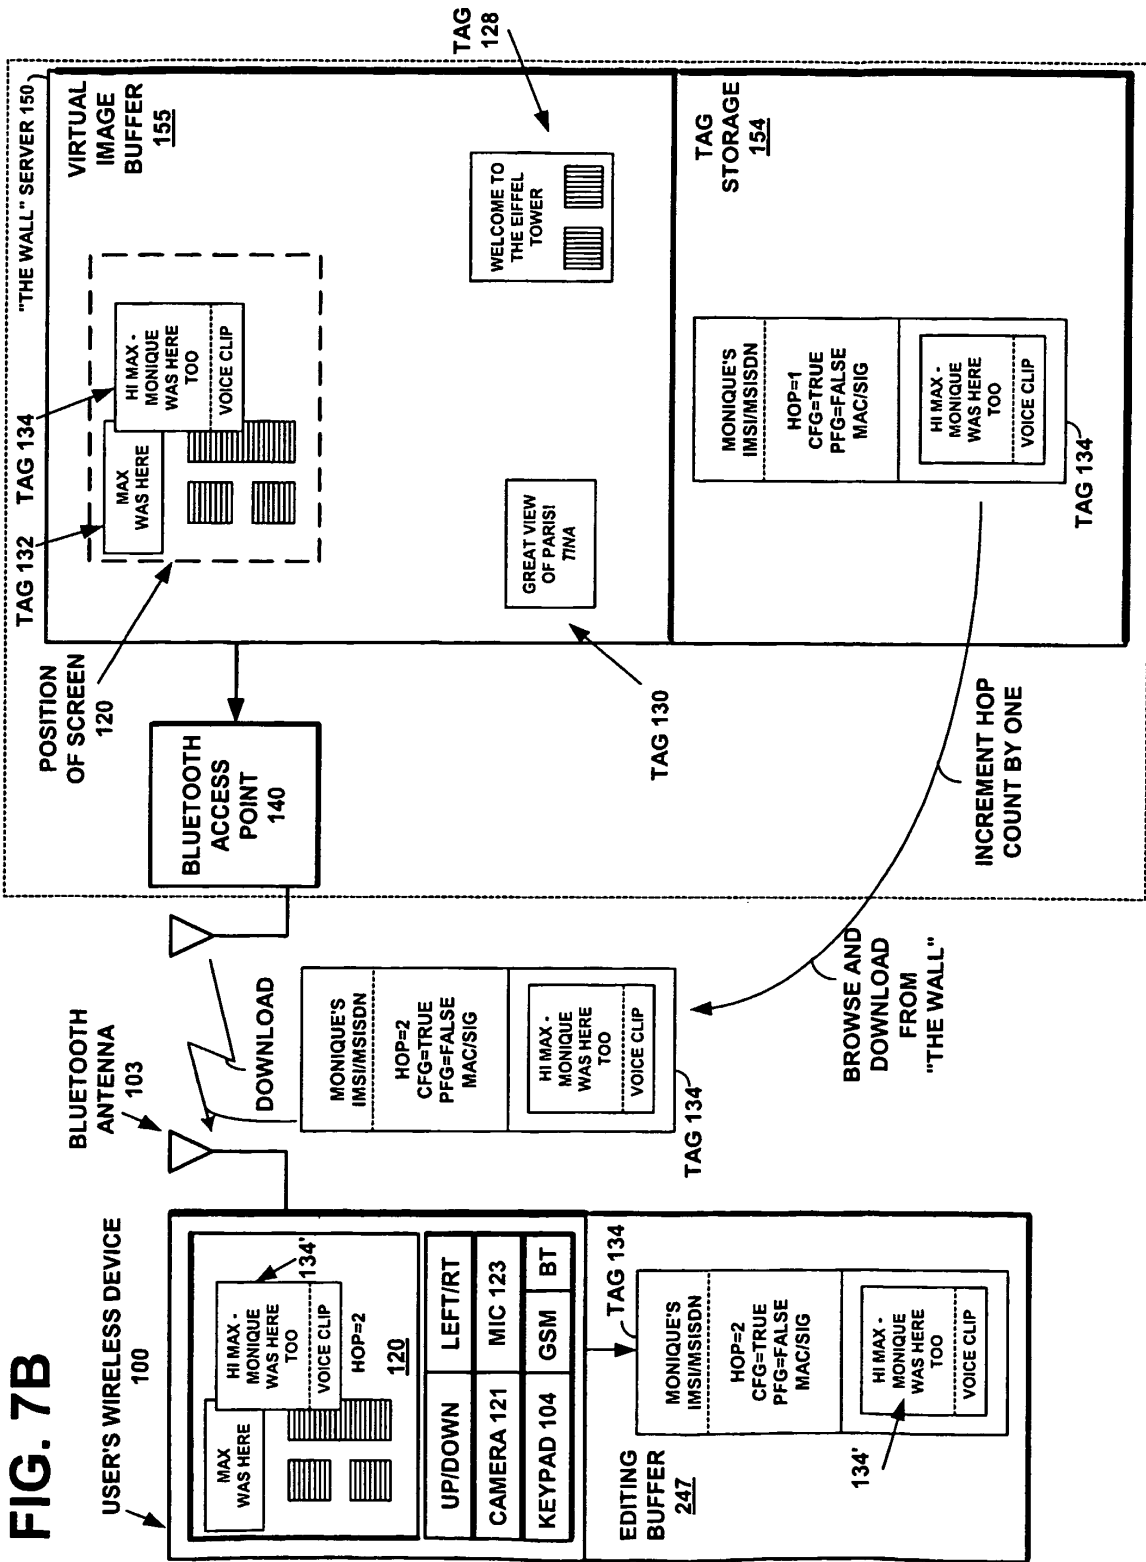 FIG. 7B
USER'S WIRELESS DEVICE
100
MAX
WAS HERE
HI MAX -
MONIQUE
WAS HERE
TOO
VOICE CLIP
134'
HOP=2
120
UP/DOWN
LEFT/RT
CAMERA 121
MIC 123
KEYPAD 104
GSM
BT
EDITING
BUFFER
247
TAG 134
MONIQUE'S
IMSI/MSISDN
HOP=2
CFG=TRUE
PFG=FALSE
MAC/SIG
HI MAX -
MONIQUE
WAS HERE
TOO
VOICE CLIP
134'
BLUETOOTH
ANTENNA
103
DOWNLOAD
MONIQUE'S
IMSI/MSISDN
HOP=2
CFG=TRUE
PFG=FALSE
MAC/SIG
HI MAX -
MONIQUE
WAS HERE
TOO
VOICE CLIP
TAG 134
BROWSE AND
DOWNLOAD
FROM
"THE WALL"
INCREMENT HOP
COUNT BY ONE
BLUETOOTH
ACCESS
POINT
140
POSITION
OF SCREEN
120
TAG 132
TAG 134
"THE WALL" SERVER 150
VIRTUAL
IMAGE
BUFFER
155
MAX
WAS HERE
HI MAX -
MONIQUE
WAS HERE
TOO
VOICE CLIP
GREAT VIEW
OF PARIS!
TINA
TAG 130
WELCOME TO
THE EIFFEL
TOWER
TAG
128
TAG
STORAGE
154
MONIQUE'S
IMSI/MSISDN
HOP=1
CFG=TRUE
PFG=FALSE
MAC/SIG
HI MAX -
MONIQUE
WAS HERE
TOO
VOICE CLIP
TAG 134